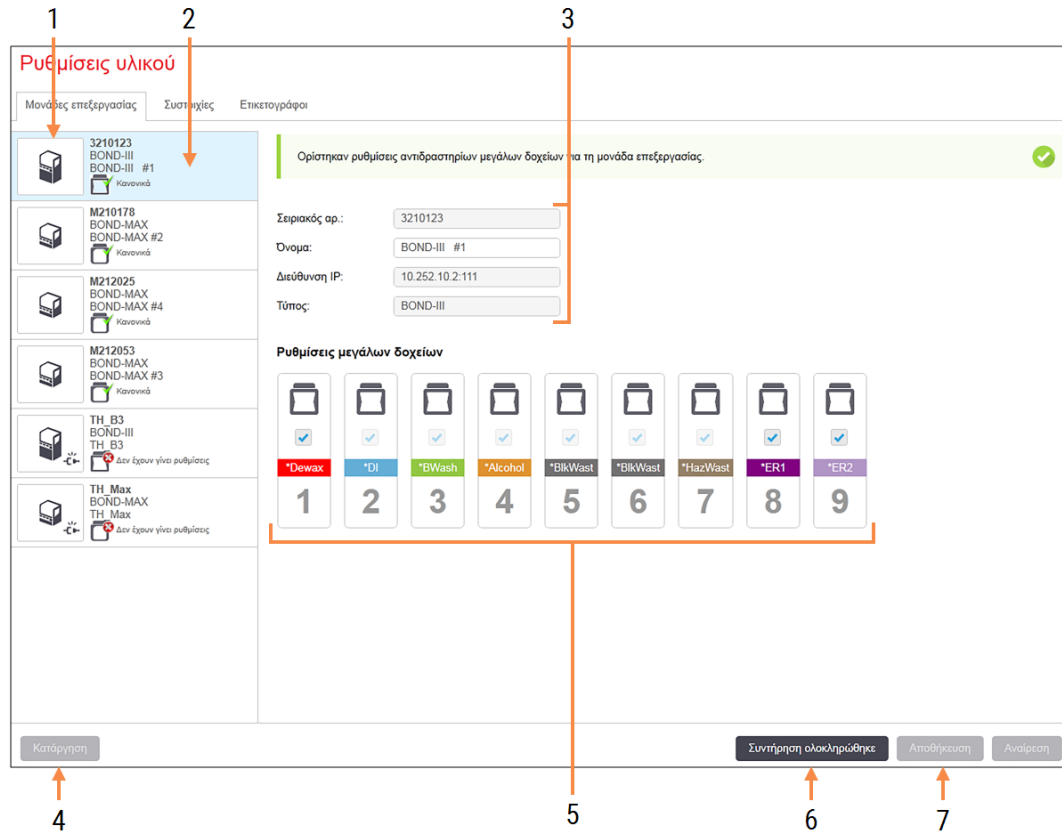 1
2
3
Ρυθμίσεις υλικού
Μονάδες επεξεργασίας
Συστοιχίες
Ετικετογράφοι
3210123
BOND-III
BOND-III #1
Κανονικά
M210178
BOND-MAX
BOND-MAX #2
Κανονικά
M212025
BOND-MAX
BOND-MAX #4
Κανονικά
M212053
BOND-MAX
BOND-MAX #3
Κανονικά
TH_B3
BOND-III
TH_B3
Δεν έχουν γίνει ρυθμίσεις
TH_Max
BOND-MAX
TH_Max
Δεν έχουν γίνει ρυθμίσεις
Ορίστηκαν ρυθμίσεις αντιδραστηρίων μεγάλων δοχείων για τη μονάδα επεξεργασίας.
Σειριακός αρ.: 3210123
Όνομα: BOND-III #1
Διεύθυνση IP: 10.252.10.2:111
Τύπος: BOND-III
Ρυθμίσεις μεγάλων δοχείων
*Dewax *DI *BWash *Alcohol *BlkWast *BlkWast *HazWast *ER1 *ER2
1 2 3 4 5 6 7 8 9
Κατάργηση
Συντήρηση ολοκληρώθηκε
Αποθήκευση
Αναίρεση
4
5
6
7